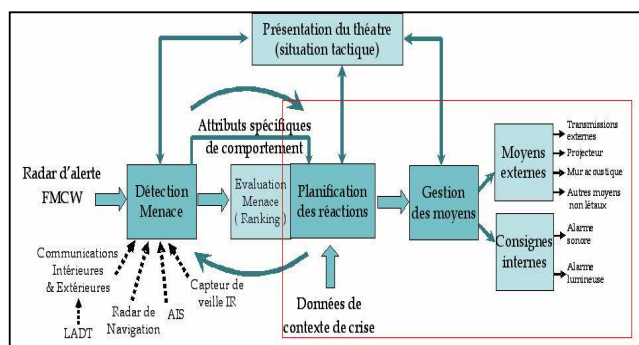 Présentation du théatre
(situation tactique)
Attributs spécifiques
de comportement
Radar d'alerte
FMCW
Détection
Menace
Evaluation
Menace
( Ranking)
Planification
des réactions
Gestion
des moyens
Moyens
externes
Transmissions
externes
Projecteur
Mur acoustique
Autres moyens
non létaux
Consignes
internes
Alarme
sonore
Alarme
lumineuse
Communications
Intérieures
& Extérieures
LADT
Radar de
Navigation
AIS
Capteur de
veille IR
Données de
contexte de crise